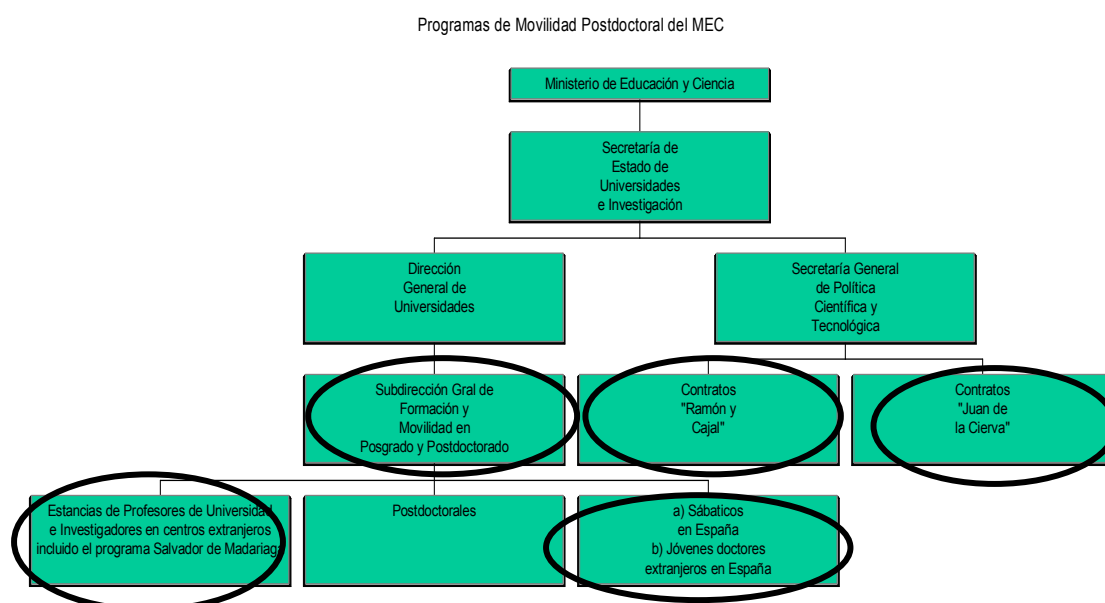 Programas de Movilidad Postdoctoral del MEC
Ministerio de Educación y Ciencia
Secretaría de
Estado de
Universidades
e Investigación
Dirección
General de
Universidades
Secretaría General
de Política
Científica y
Tecnológica
Subdirección Gral de
Formación y
Movilidad en
Posgrado y Postdoctorado
Contratos
"Ramón y
Cajal"
Contratos
"Juan de
la Cierva"
Estancias de Profesores de Universidad
e Investigadores en centros extranjeros
incluido el programa Salvador de Madariaga
Postdoctorales
a) Sábaticos
en España
b) Jóvenes doctores
extranjeros en España